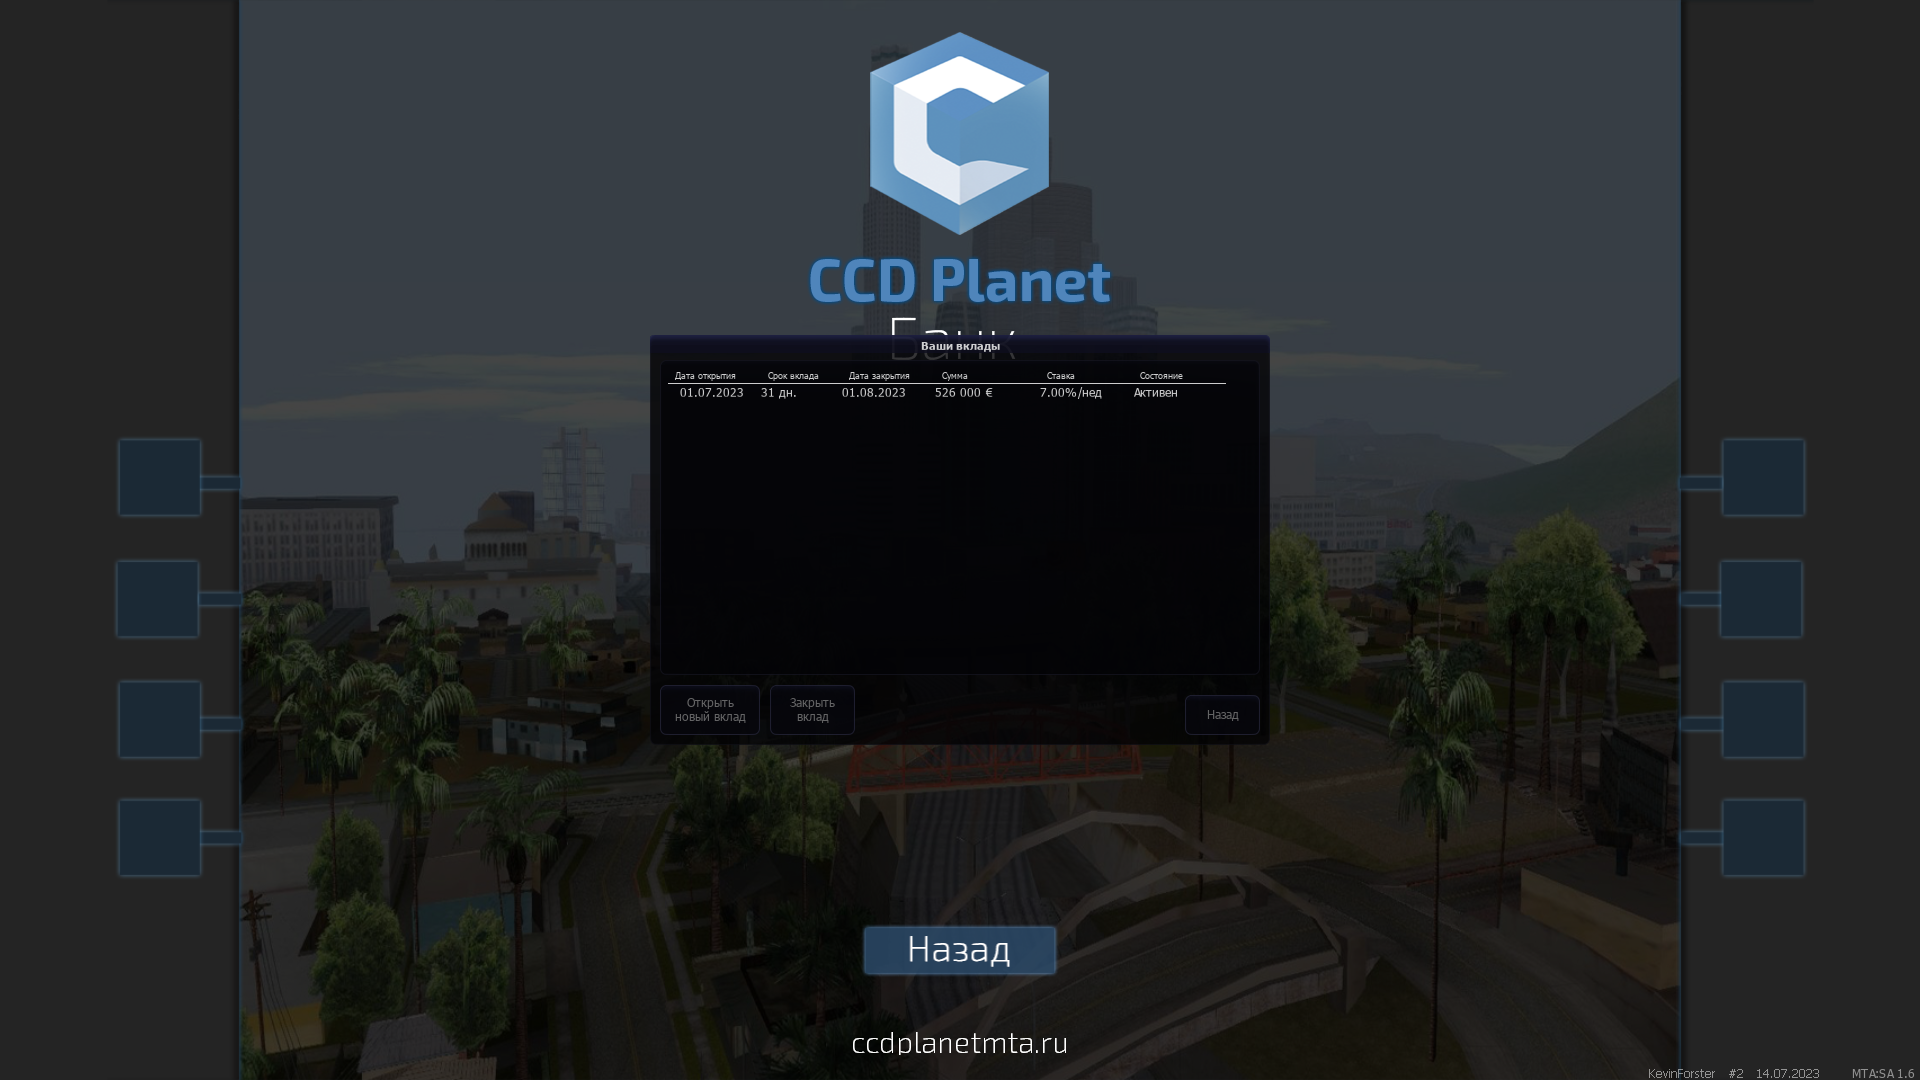 CCD Planet
Банк
Ваши вклады
Дата открытия Срок вклада Дата закрытия Сумма Ставка Состояние
01.07.2023 31 дн. 01.08.2023 526 000 € 7.00%/нед Активен
Открыть
новый вклад
Закрыть
вклад
Назад
Назад
ccdplanetmta.ru
KevinForster #2 14.07.2023 MTA:SA 1.6